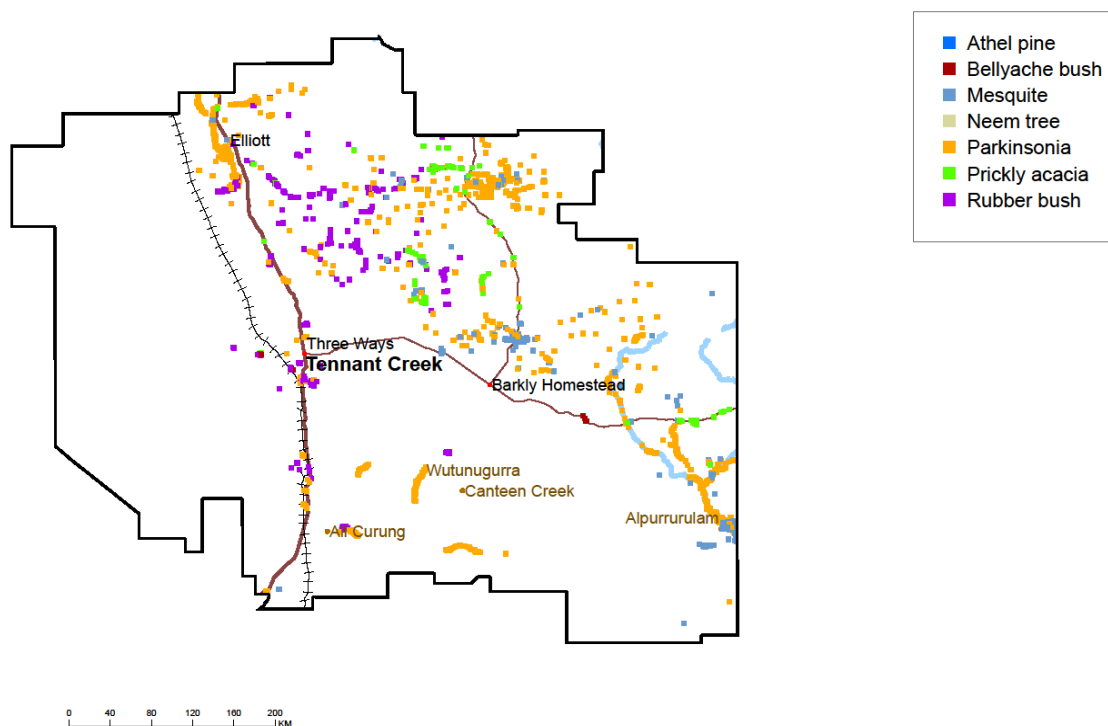 Athel pine
Bellyache bush
Mesquite
Neem tree
Parkinsonia
Prickly acacia
Rubber bush
Elliott
Three Ways
Tennant Creek
Barkly Homestead
Wutunugurra
Canteen Creek
Alpurrurulam
Ali Curung
0 40 80 120 160 200
KM